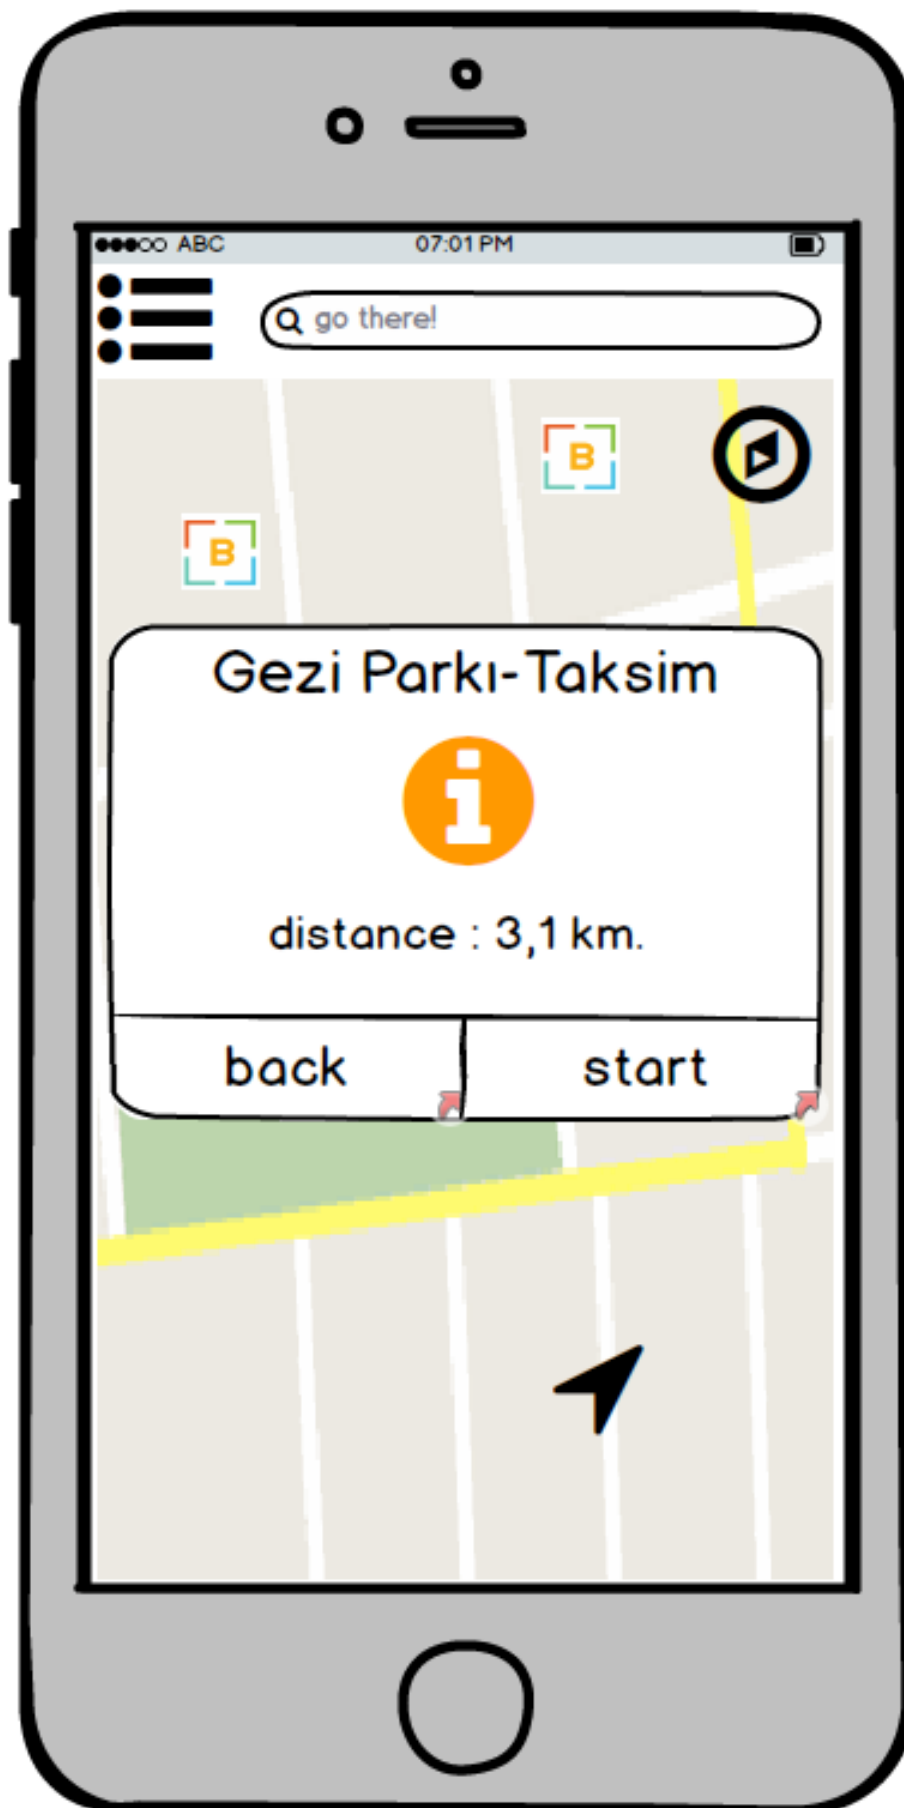 ABC 07:01 PM
go there!
B
B
Gezi Parkı-Taksim
i
distance : 3,1 km.
back start